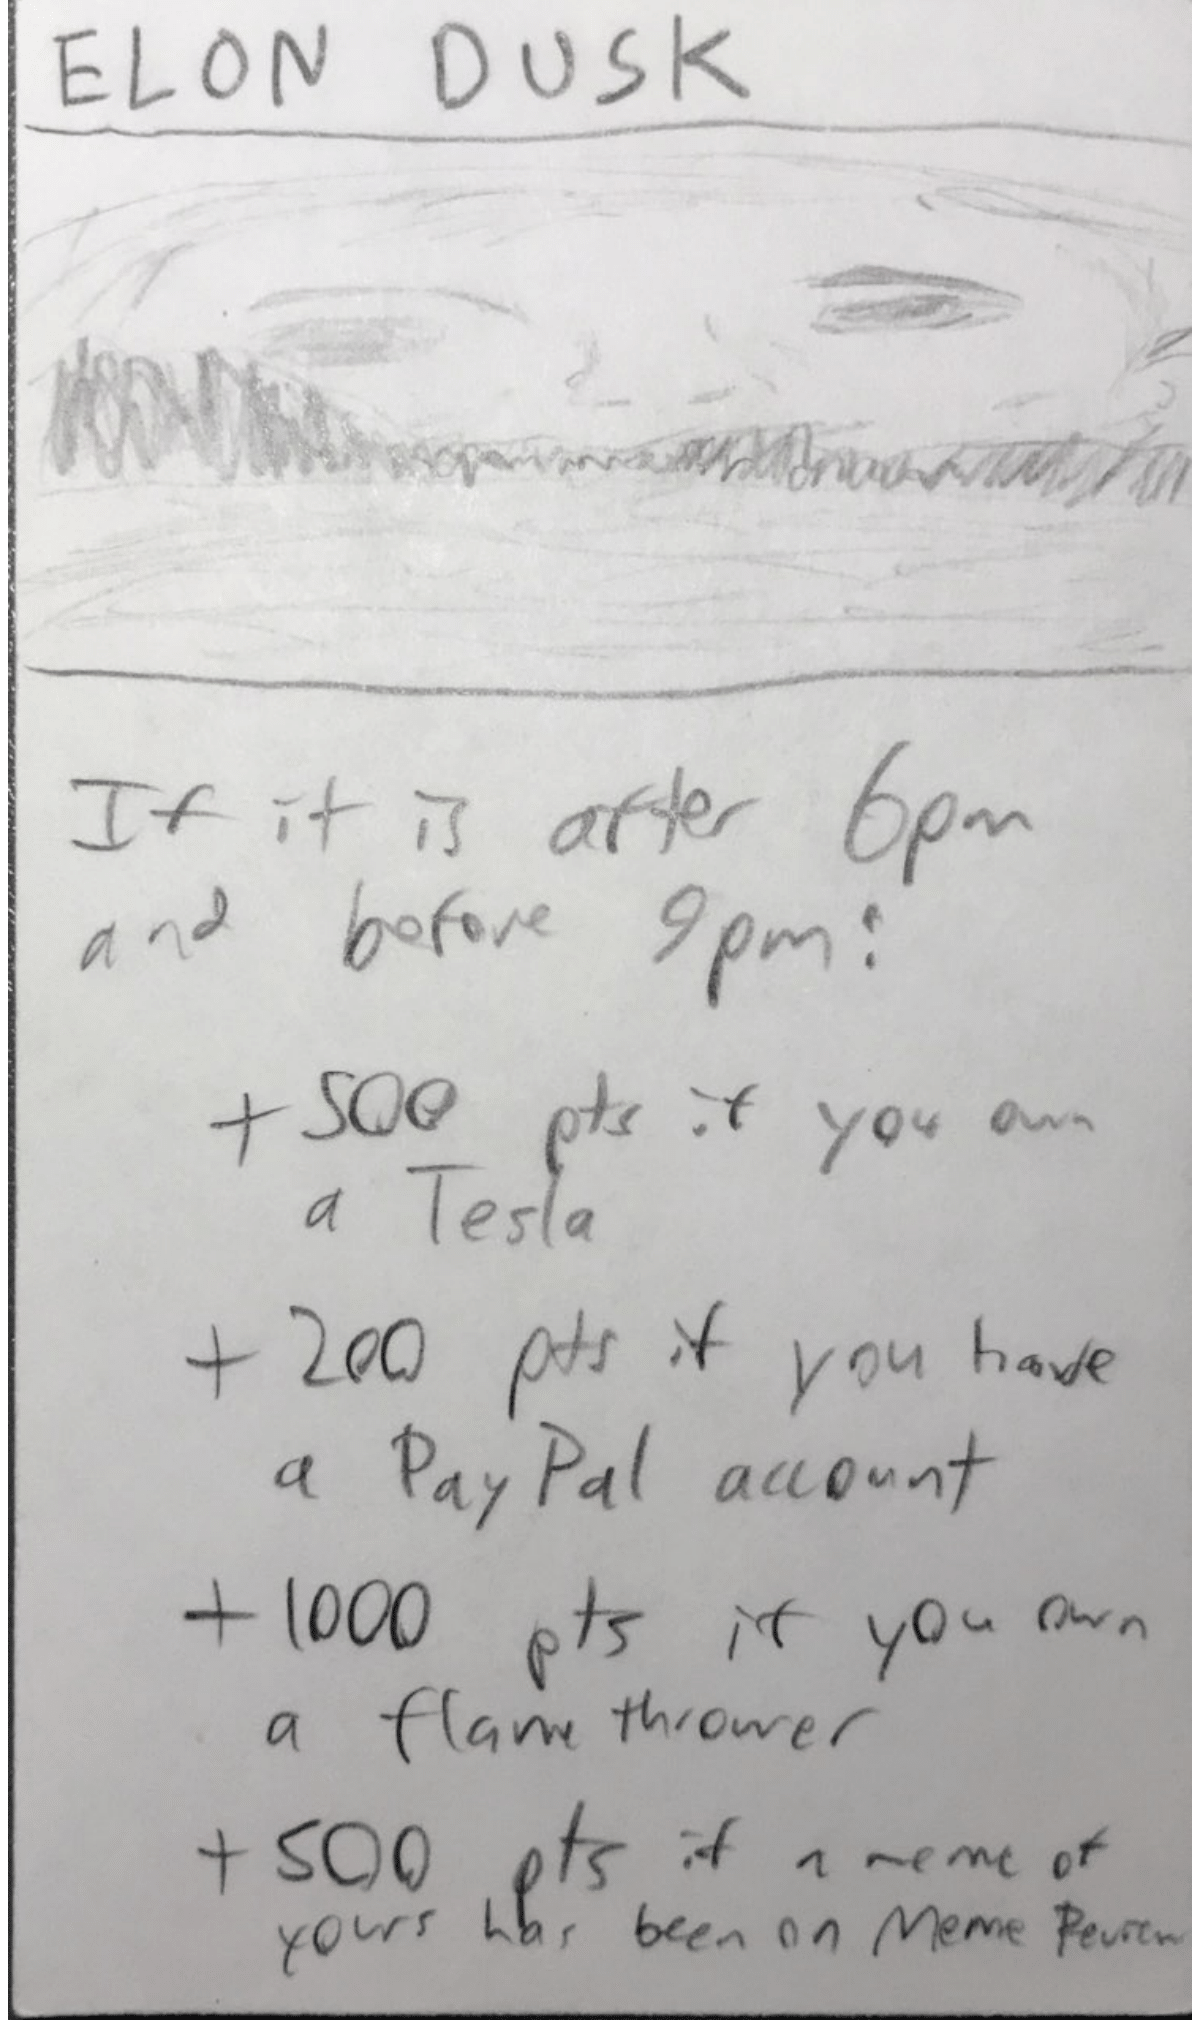 ELON DUSK
If it is after 6pm
and before 9pm:
+500 pts if you own
a Tesla
+200 pts if you have
a PayPal account
+1000 pts if you own
a flame thrower
+500 pts if a meme of
yours has been on Meme Review